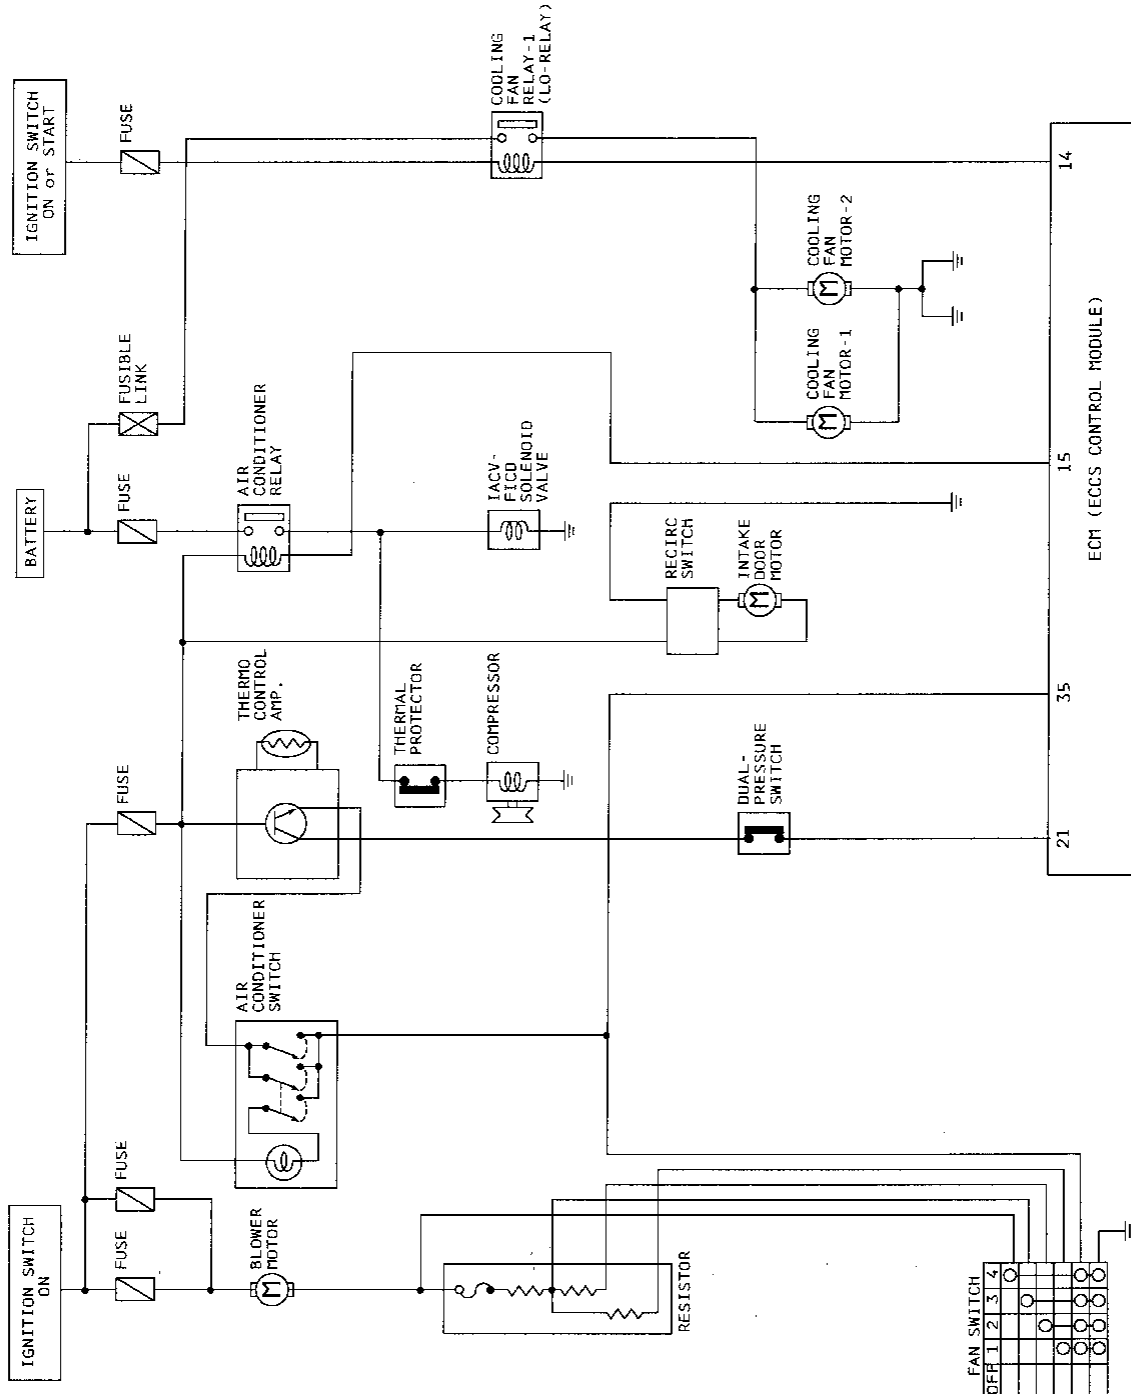 IGNITION SWITCH
ON or START
FUSE
COOLING
FAN
RELAY-1
(LO-RELAY)
14
COOLING
FAN
MOTOR-2
COOLING
FAN
MOTOR-1
FUSIBLE
LINK
BATTERY
FUSE
AIR
CONDITIONER
RELAY
IACV-
FICD
SOLENOID
VALVE
15
ECM (ECCS CONTROL MODULE)
RECIRC
SWITCH
INTAKE
DOOR
MOTOR
M
M
M
THERMO
CONTROL
AMP.
THERMAL
PROTECTOR
COMPRESSOR
35
FUSE
DUAL-
PRESSURE
SWITCH
21
AIR
CONDITIONER
SWITCH
IGNITION SWITCH
ON
FUSE
FUSE
BLOWER
MOTOR
M
RESISTOR
FAN SWITCH
OFF 1 2 3 4